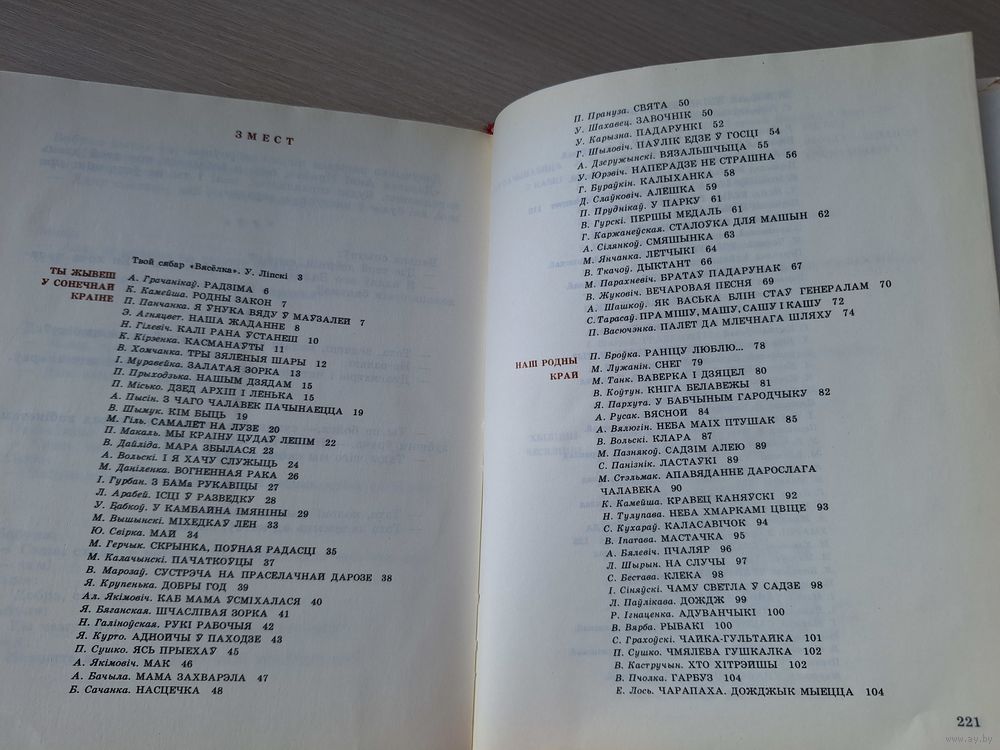 ЗМЕСТ
Твой сябар «Вясёлка». У. Ліпскі 3
ТЫ ЖЫВЕШ
У СОНЕЧНАЙ
КРАІНЕ
А. Грачанікаў. РАДЗІМА 6
К. Камейша. РОДНЫ ЗАКОН 7
П. Панчанка. Я ЎНУКА ВЯДУ Ў МАЎЗАЛЕЙ 7
Э. Агняцвет. НАША ЖАДАННЕ 8
Н. Гілевіч. КАЛІ РАНА ЎСТАНЕШ 10
К. Кірэенка. КАСМАНАЎТЫ 11
В. Хомчанка. ТРЫ ЗЯЛЕНЫЯ ШАРЫ 12
І. Муравейка. ЗАЛАТАЯ ЗОРКА 13
П. Прыходзька. НАШЫМ ДЗЯДАМ 15
П. Місько. ДЗЕД АРХІП І ЛЕНЬКА 15
А. Пысін. З ЧАГО ЧАЛАВЕК ПАЧЫНАЕЦЦА 19
В. Шымук. КІМ БЫЦЬ 19
М. Гіль. САМАЛЕТ НА ЛУЗЕ 20
П. Макаль. МЫ КРАІНУ ЦУДАЎ ЛЕПІМ 22
В. Дайліда. МАРА ЗБЫЛАСЯ 23
А. Вольскі. І Я ХАЧУ СЛУЖЫЦЬ 24
М. Даніленка. ВОГНЕННАЯ РАКА 26
І. Гурбан. З БАМа РУКАВІЦЫ 27
Л. Арабей. ІСЦІ Ў РАЗВЕДКУ 28
У. Бабкоў. У КАМБАЙНА ІМЯНІНЫ 29
М. Вышынскі. МІХЕДКАЎ ЛЕН 33
Ю. Свірка. МАЙ 34
М. Герчык. СКРЫНКА, ПОЎНАЯ РАДАСЦІ 35
М. Калачынскі. ПАЧАТКОЎЦЫ 37
В. Марозаў. СУСТРЭЧА НА ПРАСЕЛАЧНАЙ ДАРОЗЕ 38
Я. Крупенька. ДОБРЫ ГОД 39
Ал. Якімовіч. КАБ МАМА ЎСМІХАЛАСЯ 40
Я. Бяганская. ШЧАСЛІВАЯ ЗОРКА 41
Н. Галіноўская. РУКІ РАБОЧЫЯ 42
Я. Курто. АДНОЙЧЫ Ў ПАХОДЗЕ 43
П. Сушко. ЯСЬ ПРЫЕХАЎ 45
А. Якімовіч. МАК 46
А. Бачыла. МАМА ЗАХВАРЭЛА 47
Б. Сачанка. НАСЦЕЧКА 48
П. Прануза. СВЯТА 50
У. Шахавец. ЗАВОЧНІК 50
У. Карызна. ПАДАРУНКІ 52
Г. Шыловіч. ПАЎЛІК ЕДЗЕ Ў ГОСЦІ 54
А. Дзеружынскі. ВЯЗАЛЬШЧЫЦА 55
У. Юрэвіч. НАПЕРАДЗЕ НЕ СТРАШНА 56
Г. Бураўкін. КАЛЫХАНКА 58
Д. Слаўковіч. АЛЕШКА 59
П. Пруднікаў. У ПАРКУ 61
В. Гурскі. ПЕРШЫ МЕДАЛЬ 61
Г. Каржанеўская. СТАЛОЎКА ДЛЯ МАШЫН 62
А. Сілянкоў. СМЯШЫНКА 63
М. Янчанка. ЛЕТЧЫКІ 64
В. Ткачоў. ДЫКТАНТ 66
М. Парахневіч. БРАТАЎ ПАДАРУНАК 67
В. Жуковіч. ВЕЧАРОВАЯ ПЕСНЯ 69
А. Шашкоў. ЯК ВАСЬКА БЛІН СТАЎ ГЕНЕРАЛАМ 70
С. Тарасаў. ПРА МІШУ, МАШУ, САШУ І КАШУ 72
П. Васючэнка. ПАЛЕТ ДА МЛЕЧНАГА ШЛЯХУ 74
НАШ РОДНЫ
КРАЙ
П. Броўка. РАНІЦУ ЛЮБЛЮ... 78
М. Лужанін. СНЕГ 79
М. Танк. ВАВЕРКА І ДЗЯЦЕЛ 80
В. Коўтун. КНІГА БЕЛАВЕЖЫ 81
Я. Пархута. У БАБЧЫНЫМ ГАРОДЧЫКУ 82
А. Русак. ВЯСНОЙ 84
А. Вялюгін. НЕБА МАІХ ПТУШАК 85
В. Вольскі. КЛАРА 87
М. Пазнякоў. САДЗІМ АЛЕЮ 89
С. Панізнік. ЛАСТАЎКІ 89
М. Стэльмак. АПАВЯДАННЕ ДАРОСЛАГА
ЧАЛАВЕКА 90
К. Камейша. КРАВЕЦ КАНЯЎСКІ 92
Н. Тулупава. НЕБА ХМАРКАМІ ЦВІЦЕ 93
С. Кухараў. КАЛАСАВІЧОК 94
В. Іпатава. МАСТАЧКА 95
А. Бялевіч. ПЧАЛЯР 96
Л. Шырын. НА СЛУЧЫ 97
С. Бестава. КЛЕКА 98
І. Сіняўскі. ЧАМУ СВЕТЛА Ў САДЗЕ 98
Л. Паўлікава. ДОЖДЖ 99
Р. Ігнаценка. АДУВАНЧЫКІ 100
В. Вярба. РЫБАКІ 100
С. Грахоўскі. ЧАЙКА-ГУЛЬТАЙКА 101
П. Сушко. ЧМЯЛЕВА ГУШКАЛКА 102
В. Кастручын. ХТО ХІТРЭЙШЫ 102
В. Пчолка. ГАРБУЗ 104
Е. Лось. ЧАРАПАХА. ДОЖДЖЫК МЫЕЦЦА 104
221
www.ay.by